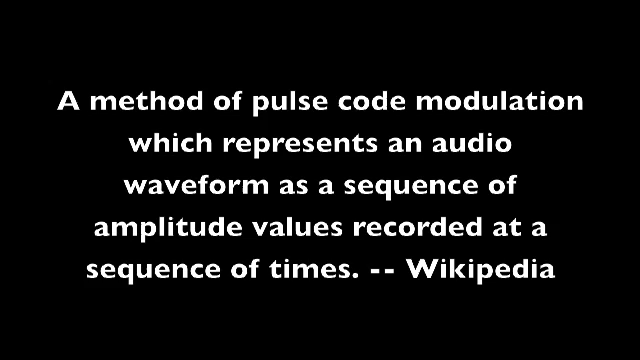 A method of pulse code modulation
which represents an audio
waveform as a sequence of
amplitude values recorded at a
sequence of times. -- Wikipedia